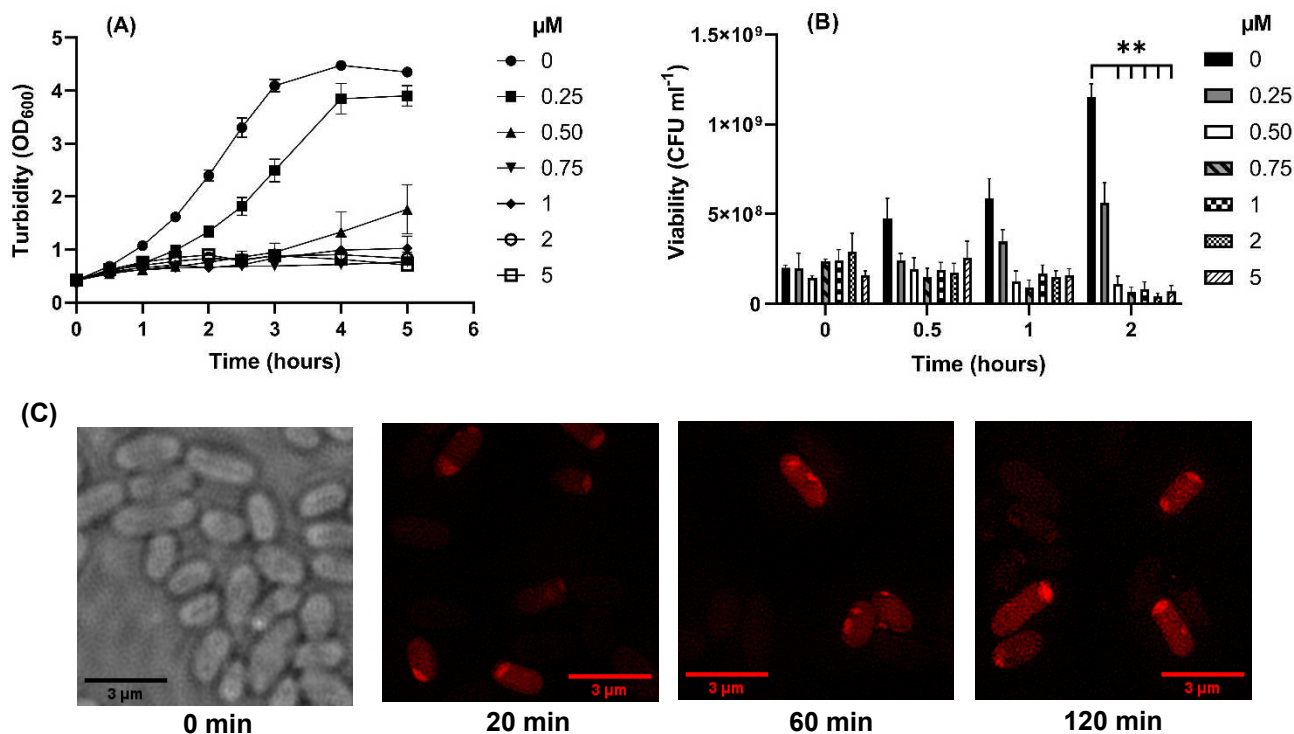 (A)
Turbidity (OD600)
5
4
3
2
1
0
0 1 2 3 4 5 6
Time (hours)
µM
0
0.25
0.50
0.75
1
2
5
(B)
Viability (CFU ml-1)
1.5×10⁹
1×10⁹
5×10⁸
0
**
0 0.5 1 2
Time (hours)
µM
0
0.25
0.50
0.75
1
2
5
(C)
3 µm 3 µm 3 µm 3 µm
0 min 20 min 60 min 120 min